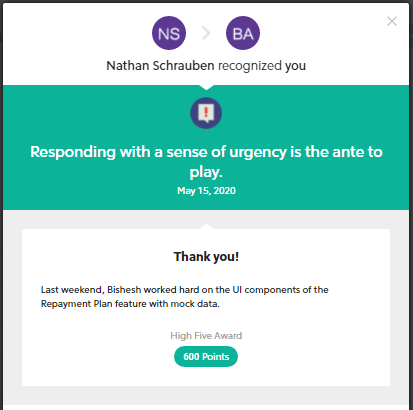 NS > BA
Nathan Schrauben recognized you
!
Responding with a sense of urgency is the ante to
play.
May 15, 2020
Thank you!
Last weekend, Bishesh worked hard on the UI components of the
Repayment Plan feature with mock data.
High Five Award
600 Points